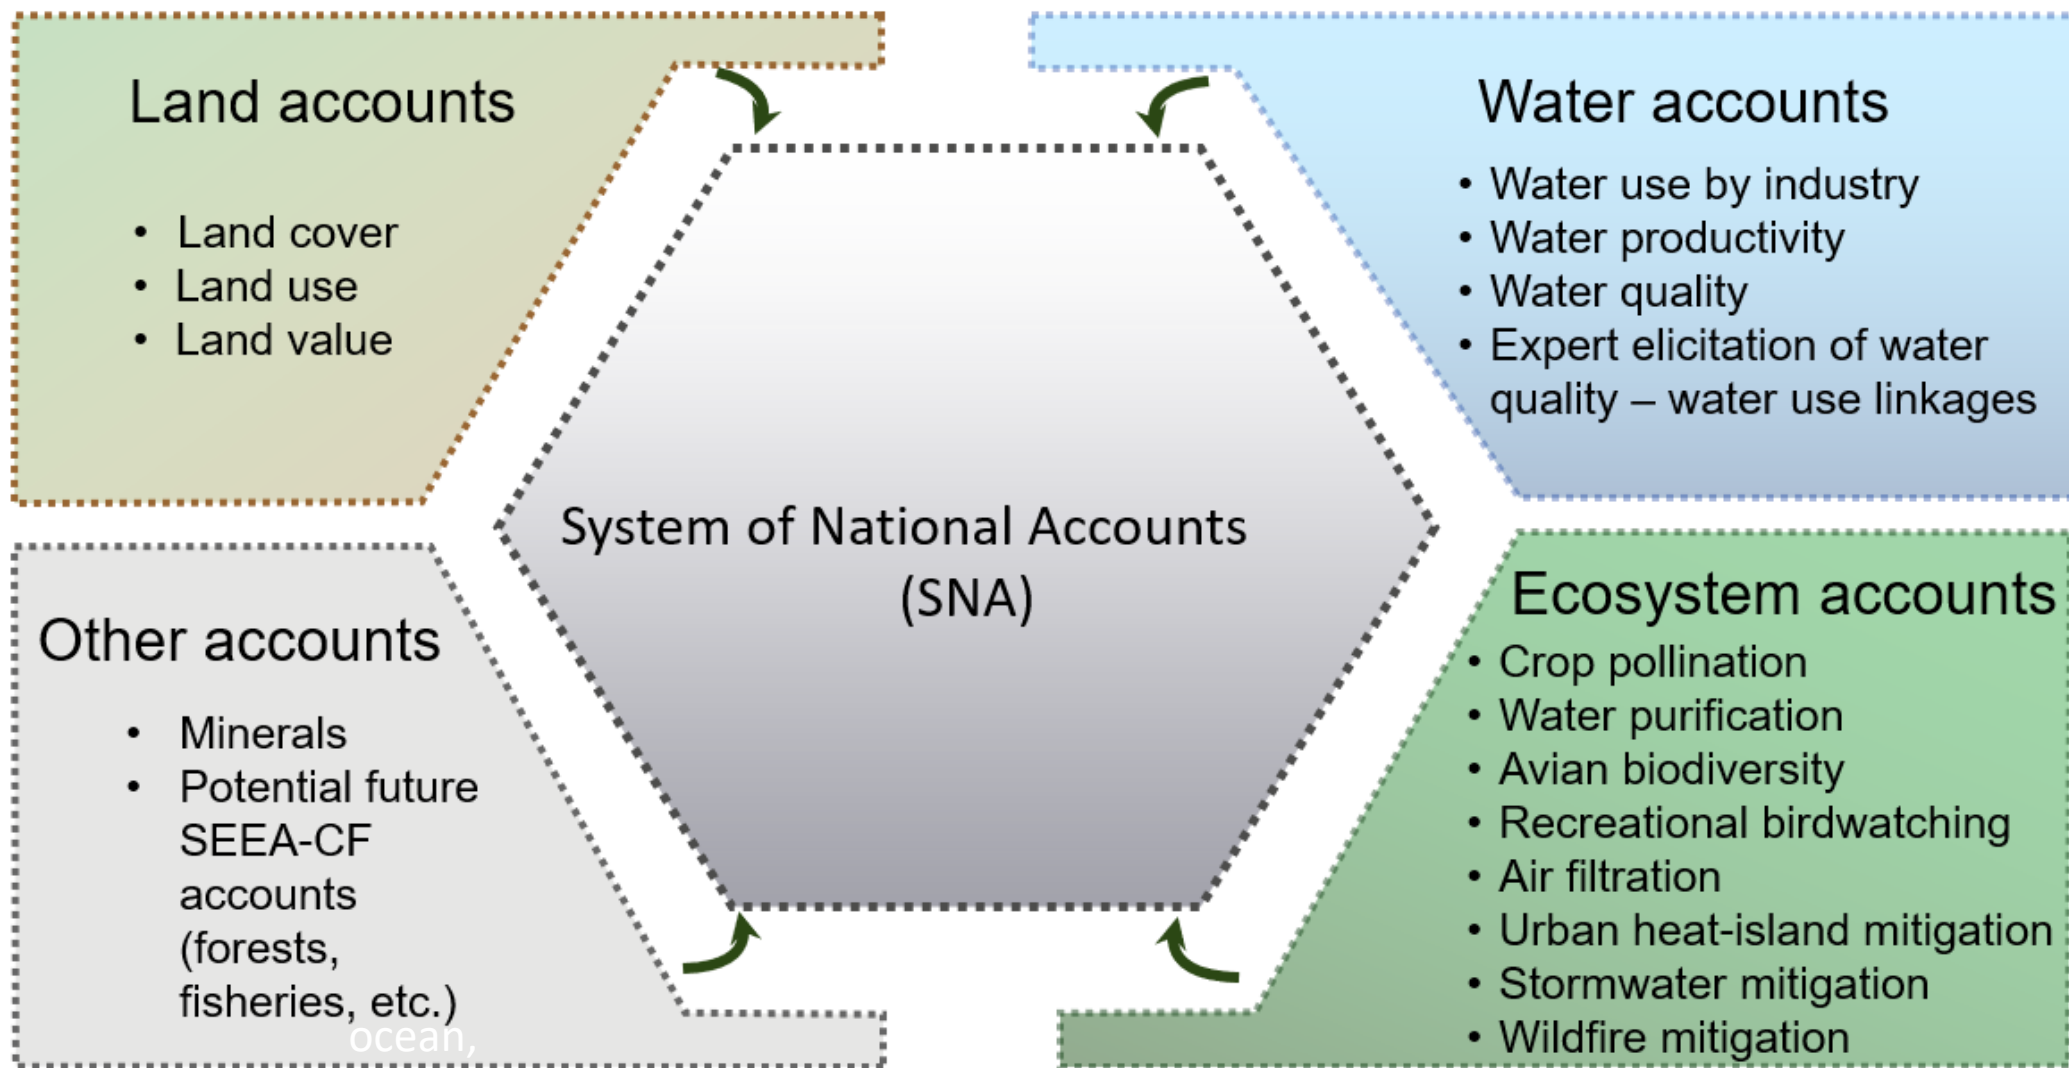 Land accounts
• Land cover
• Land use
• Land value
Water accounts
• Water use by industry
• Water productivity
• Water quality
• Expert elicitation of water
quality – water use linkages
System of National Accounts
(SNA)
Other accounts
• Minerals
• Potential future
SEEA-CF
accounts
(forests,
fisheries, etc.)
ocean,
Ecosystem accounts
• Crop pollination
• Water purification
• Avian biodiversity
• Recreational birdwatching
• Air filtration
• Urban heat-island mitigation
• Stormwater mitigation
• Wildfire mitigation